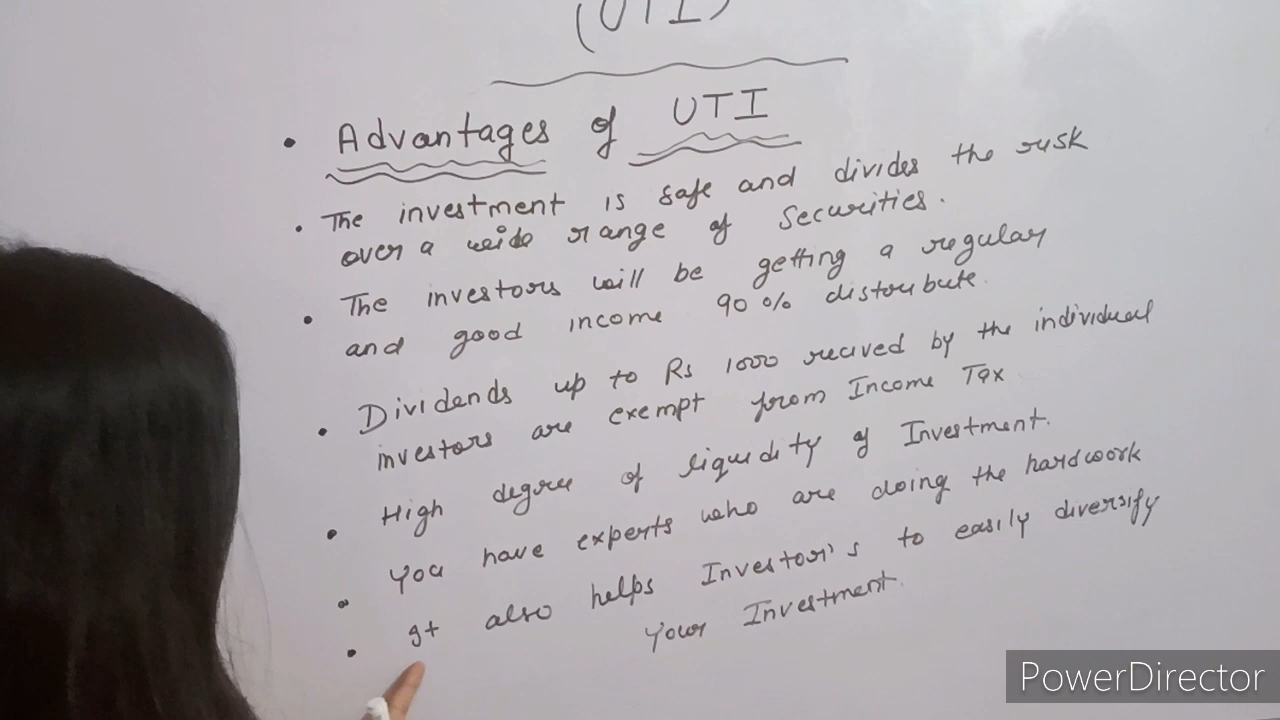 (UTI)
• Advantages of UTI
• The investment is safe and divides the risk
over a wide range of Securities.
• The investors will be getting a regular
and good income 90% distribute.
• Dividends up to Rs 1000 recived by the individual
investors are exempt from Income Tax
• High degree of liquidity of Investment.
• You have experts who are doing the hardwork
• It also helps Investor's to easily diversify
Your Investment.
PowerDirector